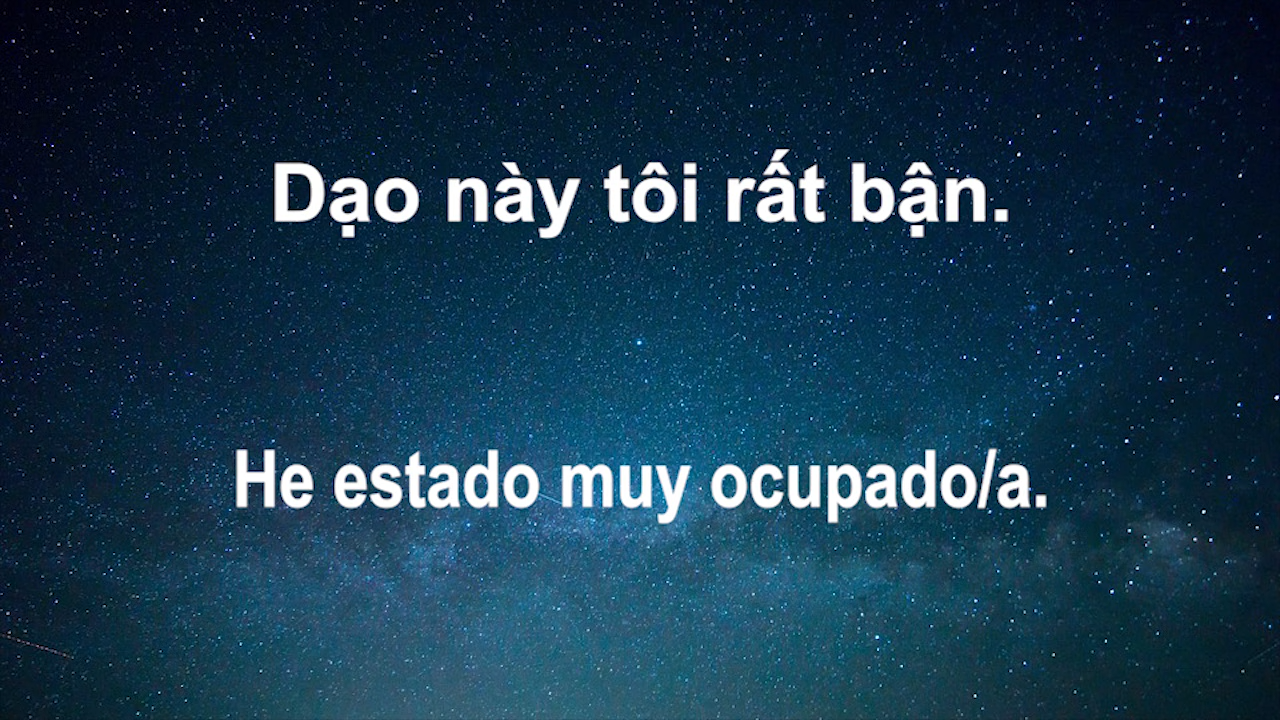 Dạo này tôi rất bận.
He estado muy ocupado/a.